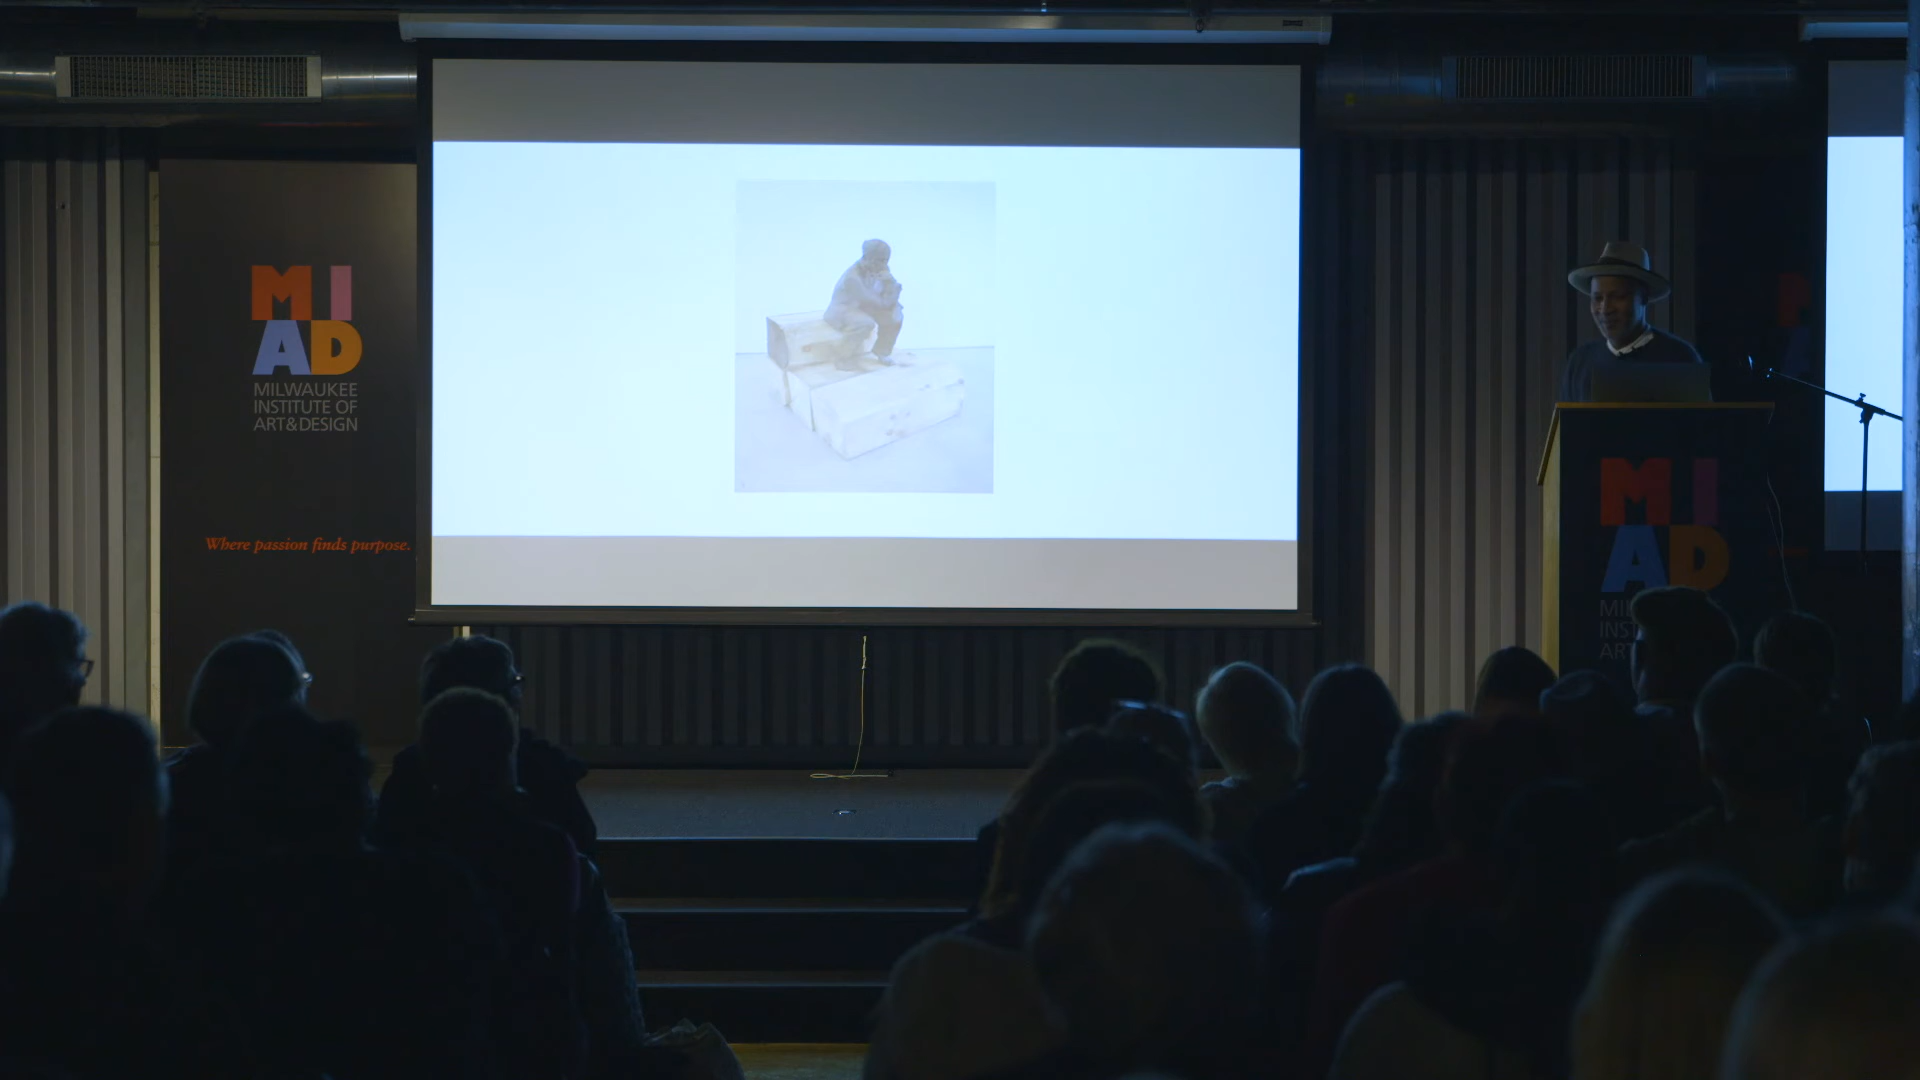 MI
AD
MILWAUKEE
INSTITUTE OF
ART&DESIGN
Where passion finds purpose.
MI
AD